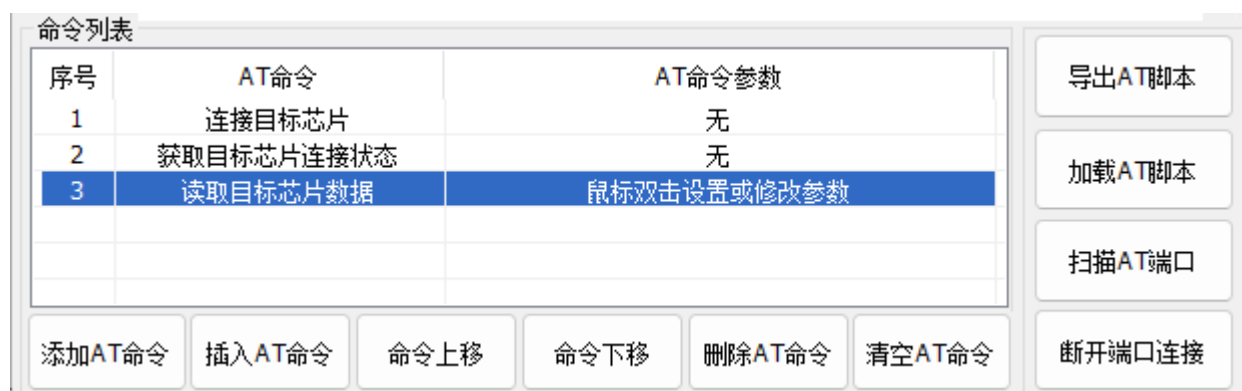 命令列表
序号 AT命令 AT命令参数
1 连接目标芯片 无
2 获取目标芯片连接状态 无
3 读取目标芯片数据 鼠标双击设置或修改参数
添加AT命令 插入AT命令 命令上移 命令下移 删除AT命令 清空AT命令
导出AT脚本
加载AT脚本
扫描AT端口
断开端口连接